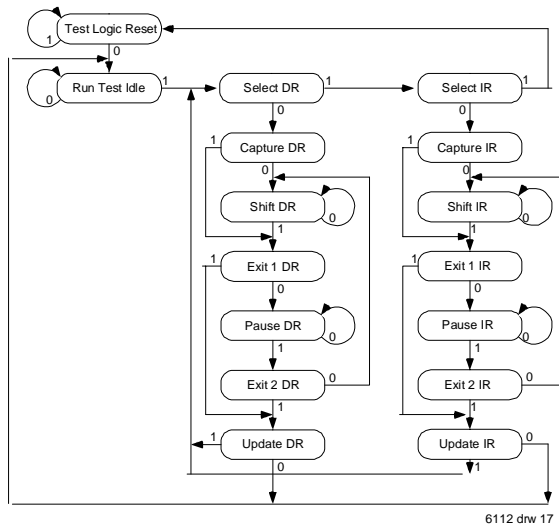 Test Logic Reset
1
0
Run Test Idle
0
1
Select DR
1
Select IR
1
0
0
1
Capture DR
1
Capture IR
0
0
Shift DR
0
Shift IR
0
1
1
1
Exit 1 DR
1
Exit 1 IR
0
0
Pause DR
0
Pause IR
0
1
1
Exit 2 DR
0
Exit 2 IR
0
1
1
1
Update DR
Update IR
0
0
1
6112 drw 17